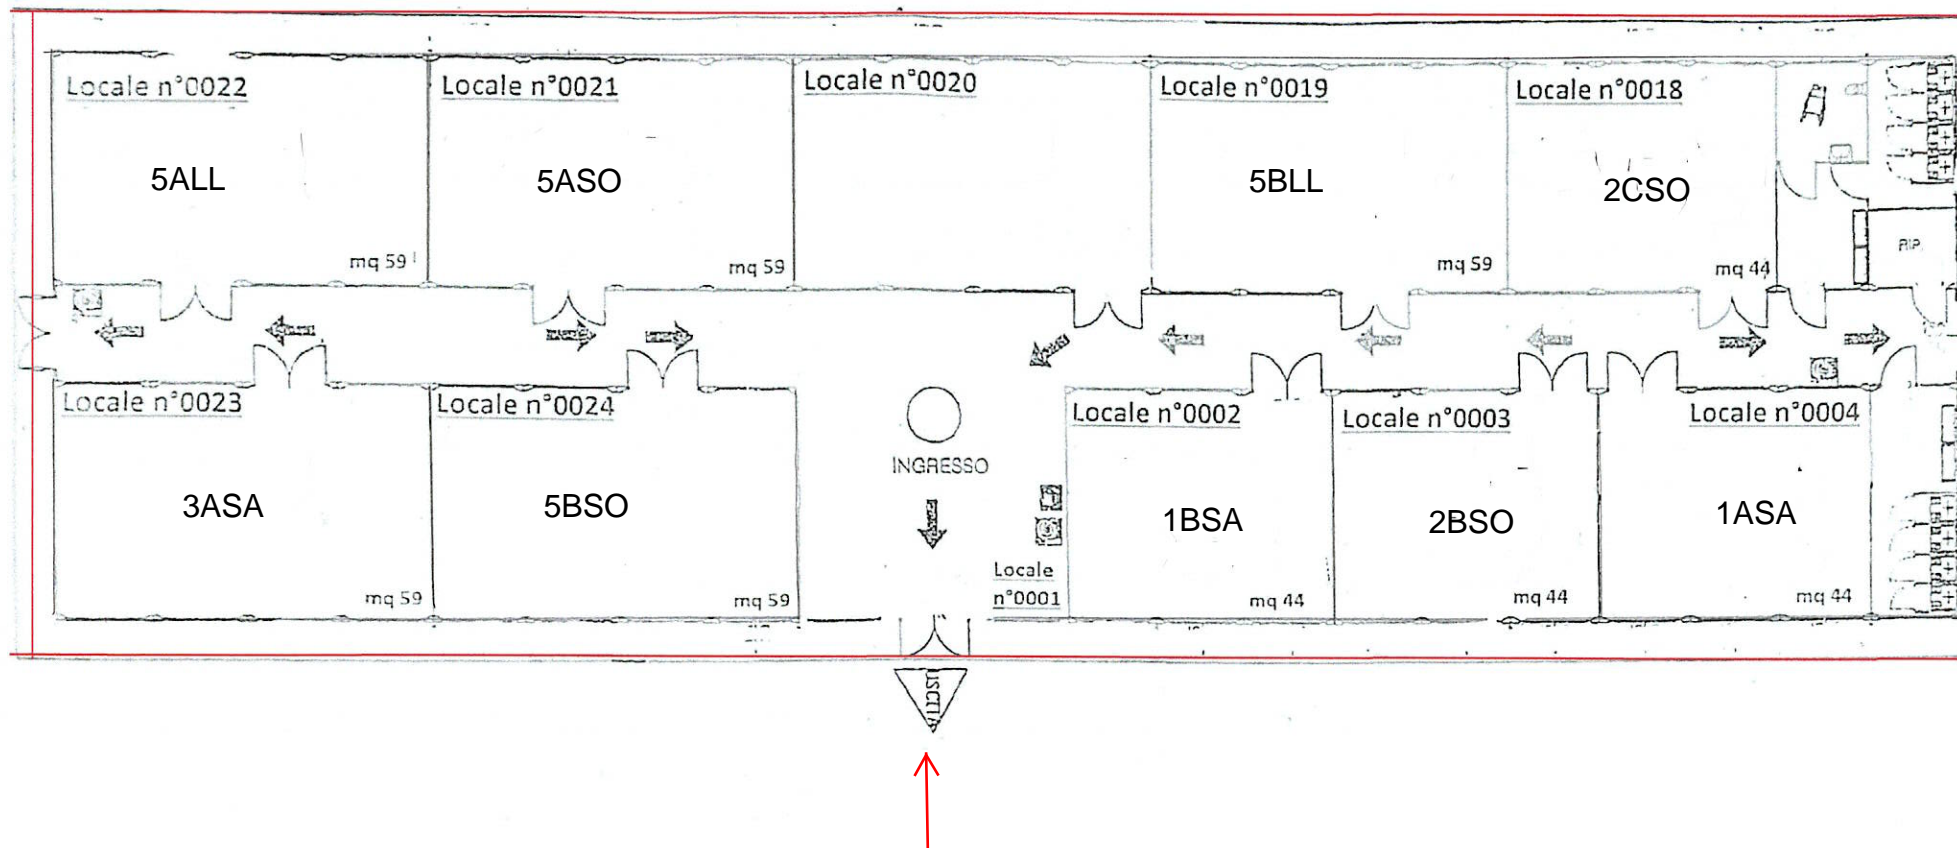 Locale n°0022
Locale n°0021
Locale n°0020
Locale n°0019
Locale n°0018
5ALL
5ASO
5BLL
2CSO
RIP.
mq 59
mq 59
mq 59
mq 44
Locale n°0023
Locale n°0024
Locale n°0002
Locale n°0003
Locale n°0004
INGRESSO
3ASA
5BSO
1BSA
2BSO
1ASA
Locale
n°0001
mq 59
mq 59
mq 44
mq 44
mq 44
USCITA